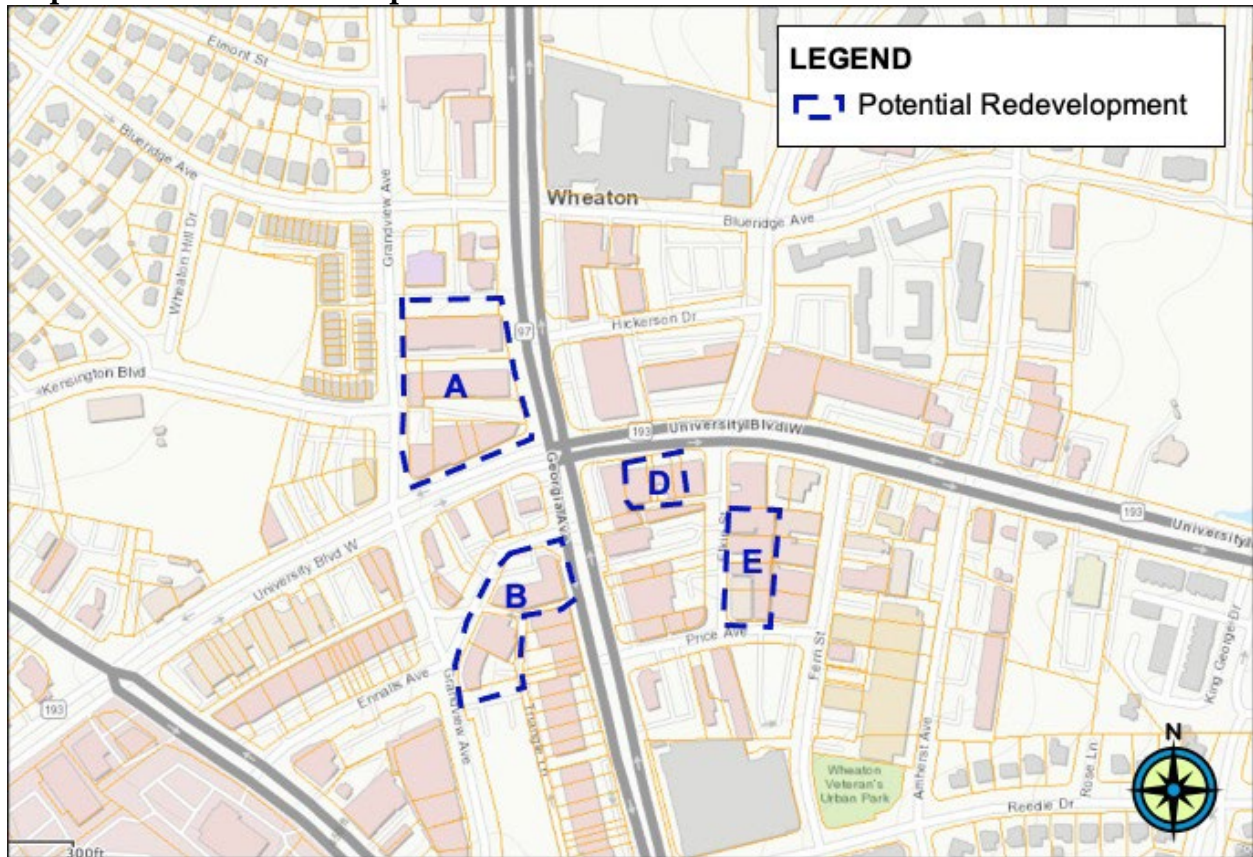 LEGEND
Potential Redevelopment
Elmont St
Blueridge Ave
Wheaton Hill Dr
Grandview Ave
Wheaton
Blueridge Ave
97
Hickerson Dr
Kensington Blvd
A
193
University Blvd W
Georgia Ave
D
193
E
B
University Blvd W
Price Ave
Fern St
Ennalls Ave
Grandview Ave
Triangle Ln
193
Amherst Ave
King George Dr
Rose Ln
N
Wheaton
Veteran's
Urban Park
Reedie Dr
300ft